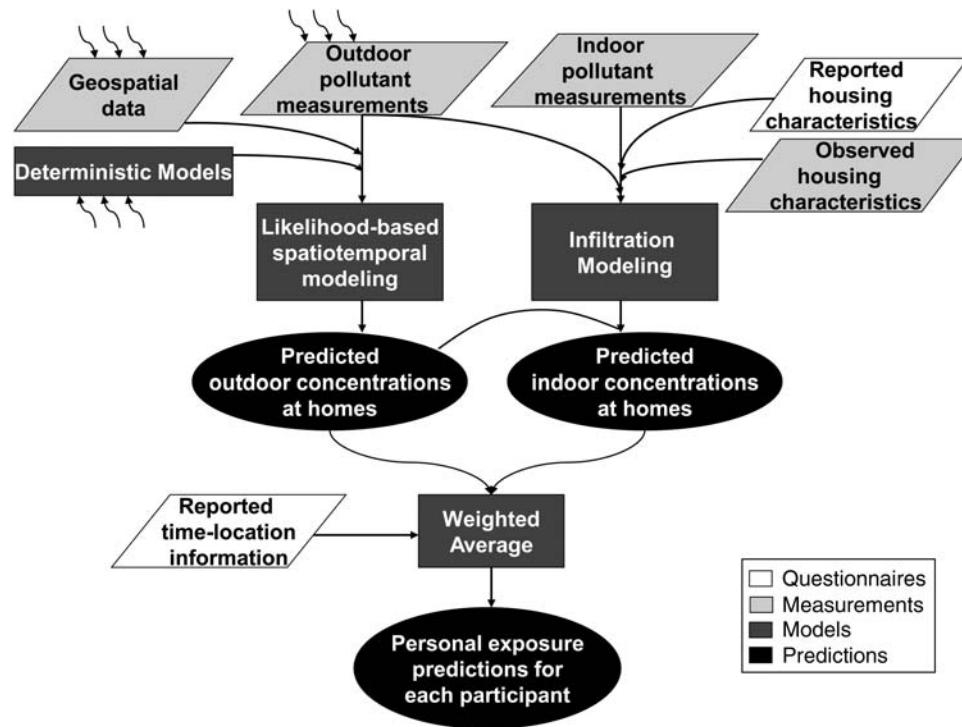 Geospatial
data
Outdoor
pollutant
measurements
Indoor
pollutant
measurements
Reported
housing
characteristics
Deterministic Models
Observed
housing
characteristics
Likelihood-based
spatiotemporal
modeling
Infiltration
Modeling
Predicted
outdoor concentrations
at homes
Predicted
indoor concentrations
at homes
Reported
time-location
information
Weighted
Average
Personal exposure
predictions for
each participant
Questionnaires
Measurements
Models
Predictions